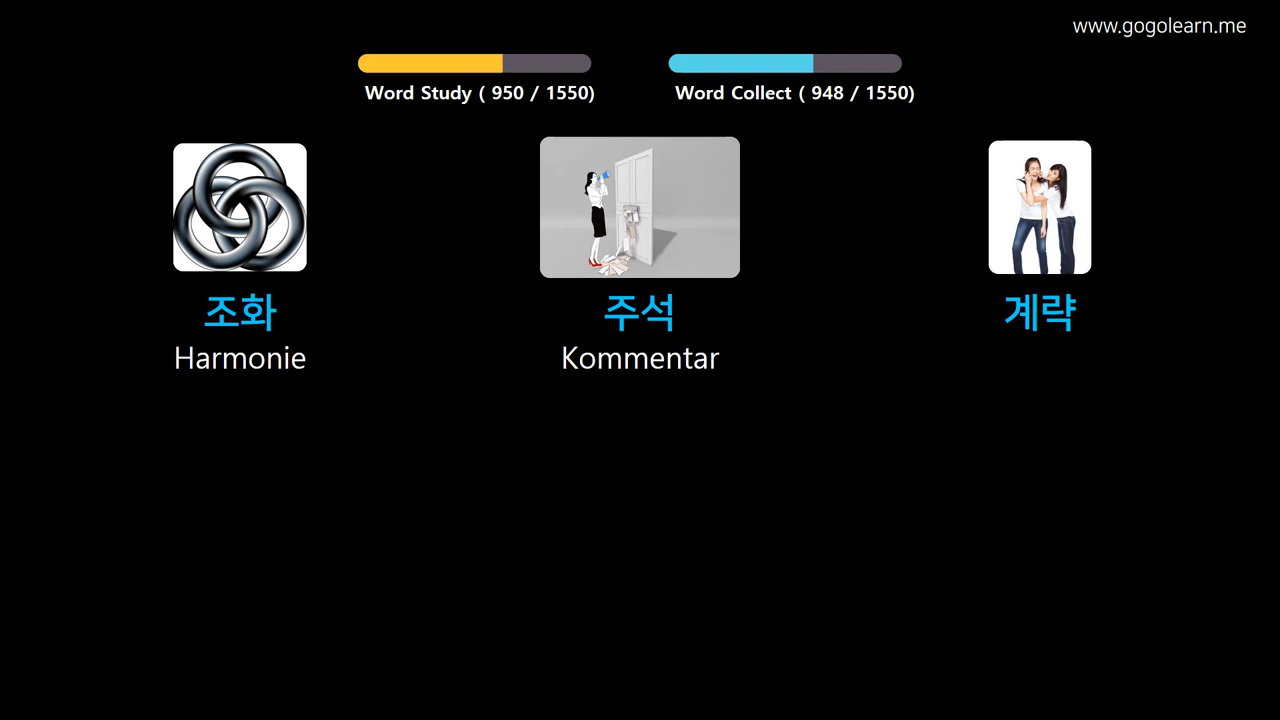 www.gogolearn.me
Word Study ( 950 / 1550)
Word Collect ( 948 / 1550)
조화
Harmonie
주석
Kommentar
계략